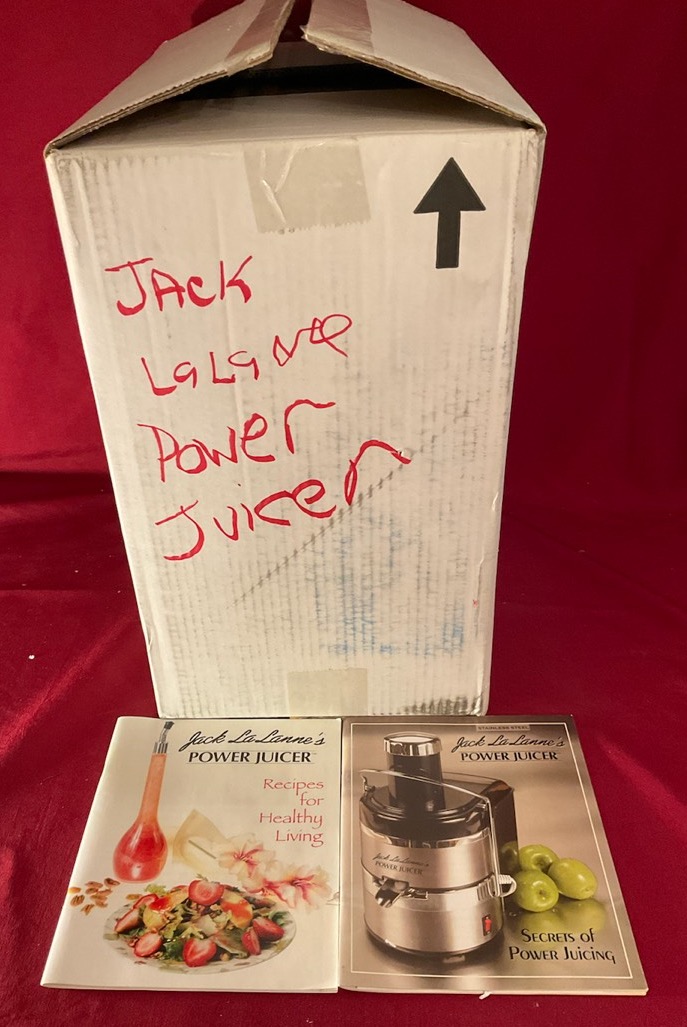 JACK
LaLaNe
Power
Juicer
Jack LaLanne's
POWER JUICER
Recipes
for
Healthy
Living
STAINLESS STEEL
Jack LaLanne's
POWER JUICER
Jack LaLanne's
POWER JUICER
SECRETS OF
POWER JUICING